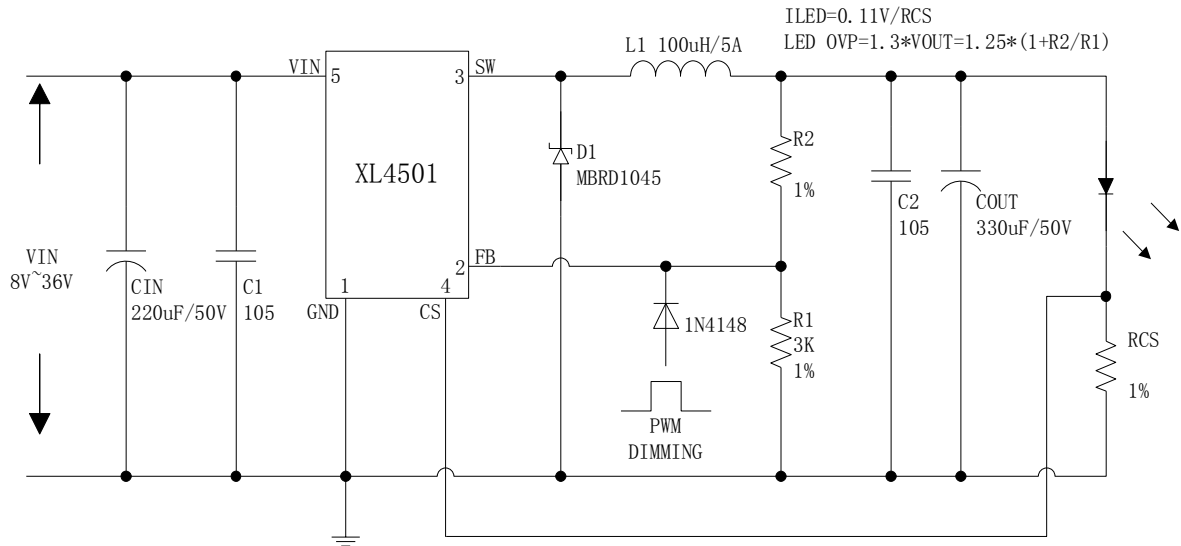 ILED=0.11V/RCS
LED OVP=1.3*VOUT=1.25*(1+R2/R1)
L1 100uH/5A
VIN
5
3
SW
XL4501
D1
MBRD1045
R2
1%
C2
105
COUT
330uF/50V
VIN
8V~36V
CIN
220uF/50V
C1
105
2
FB
1
GND
4
CS
1N4148
R1
3K
1%
PWM
DIMMING
RCS
1%